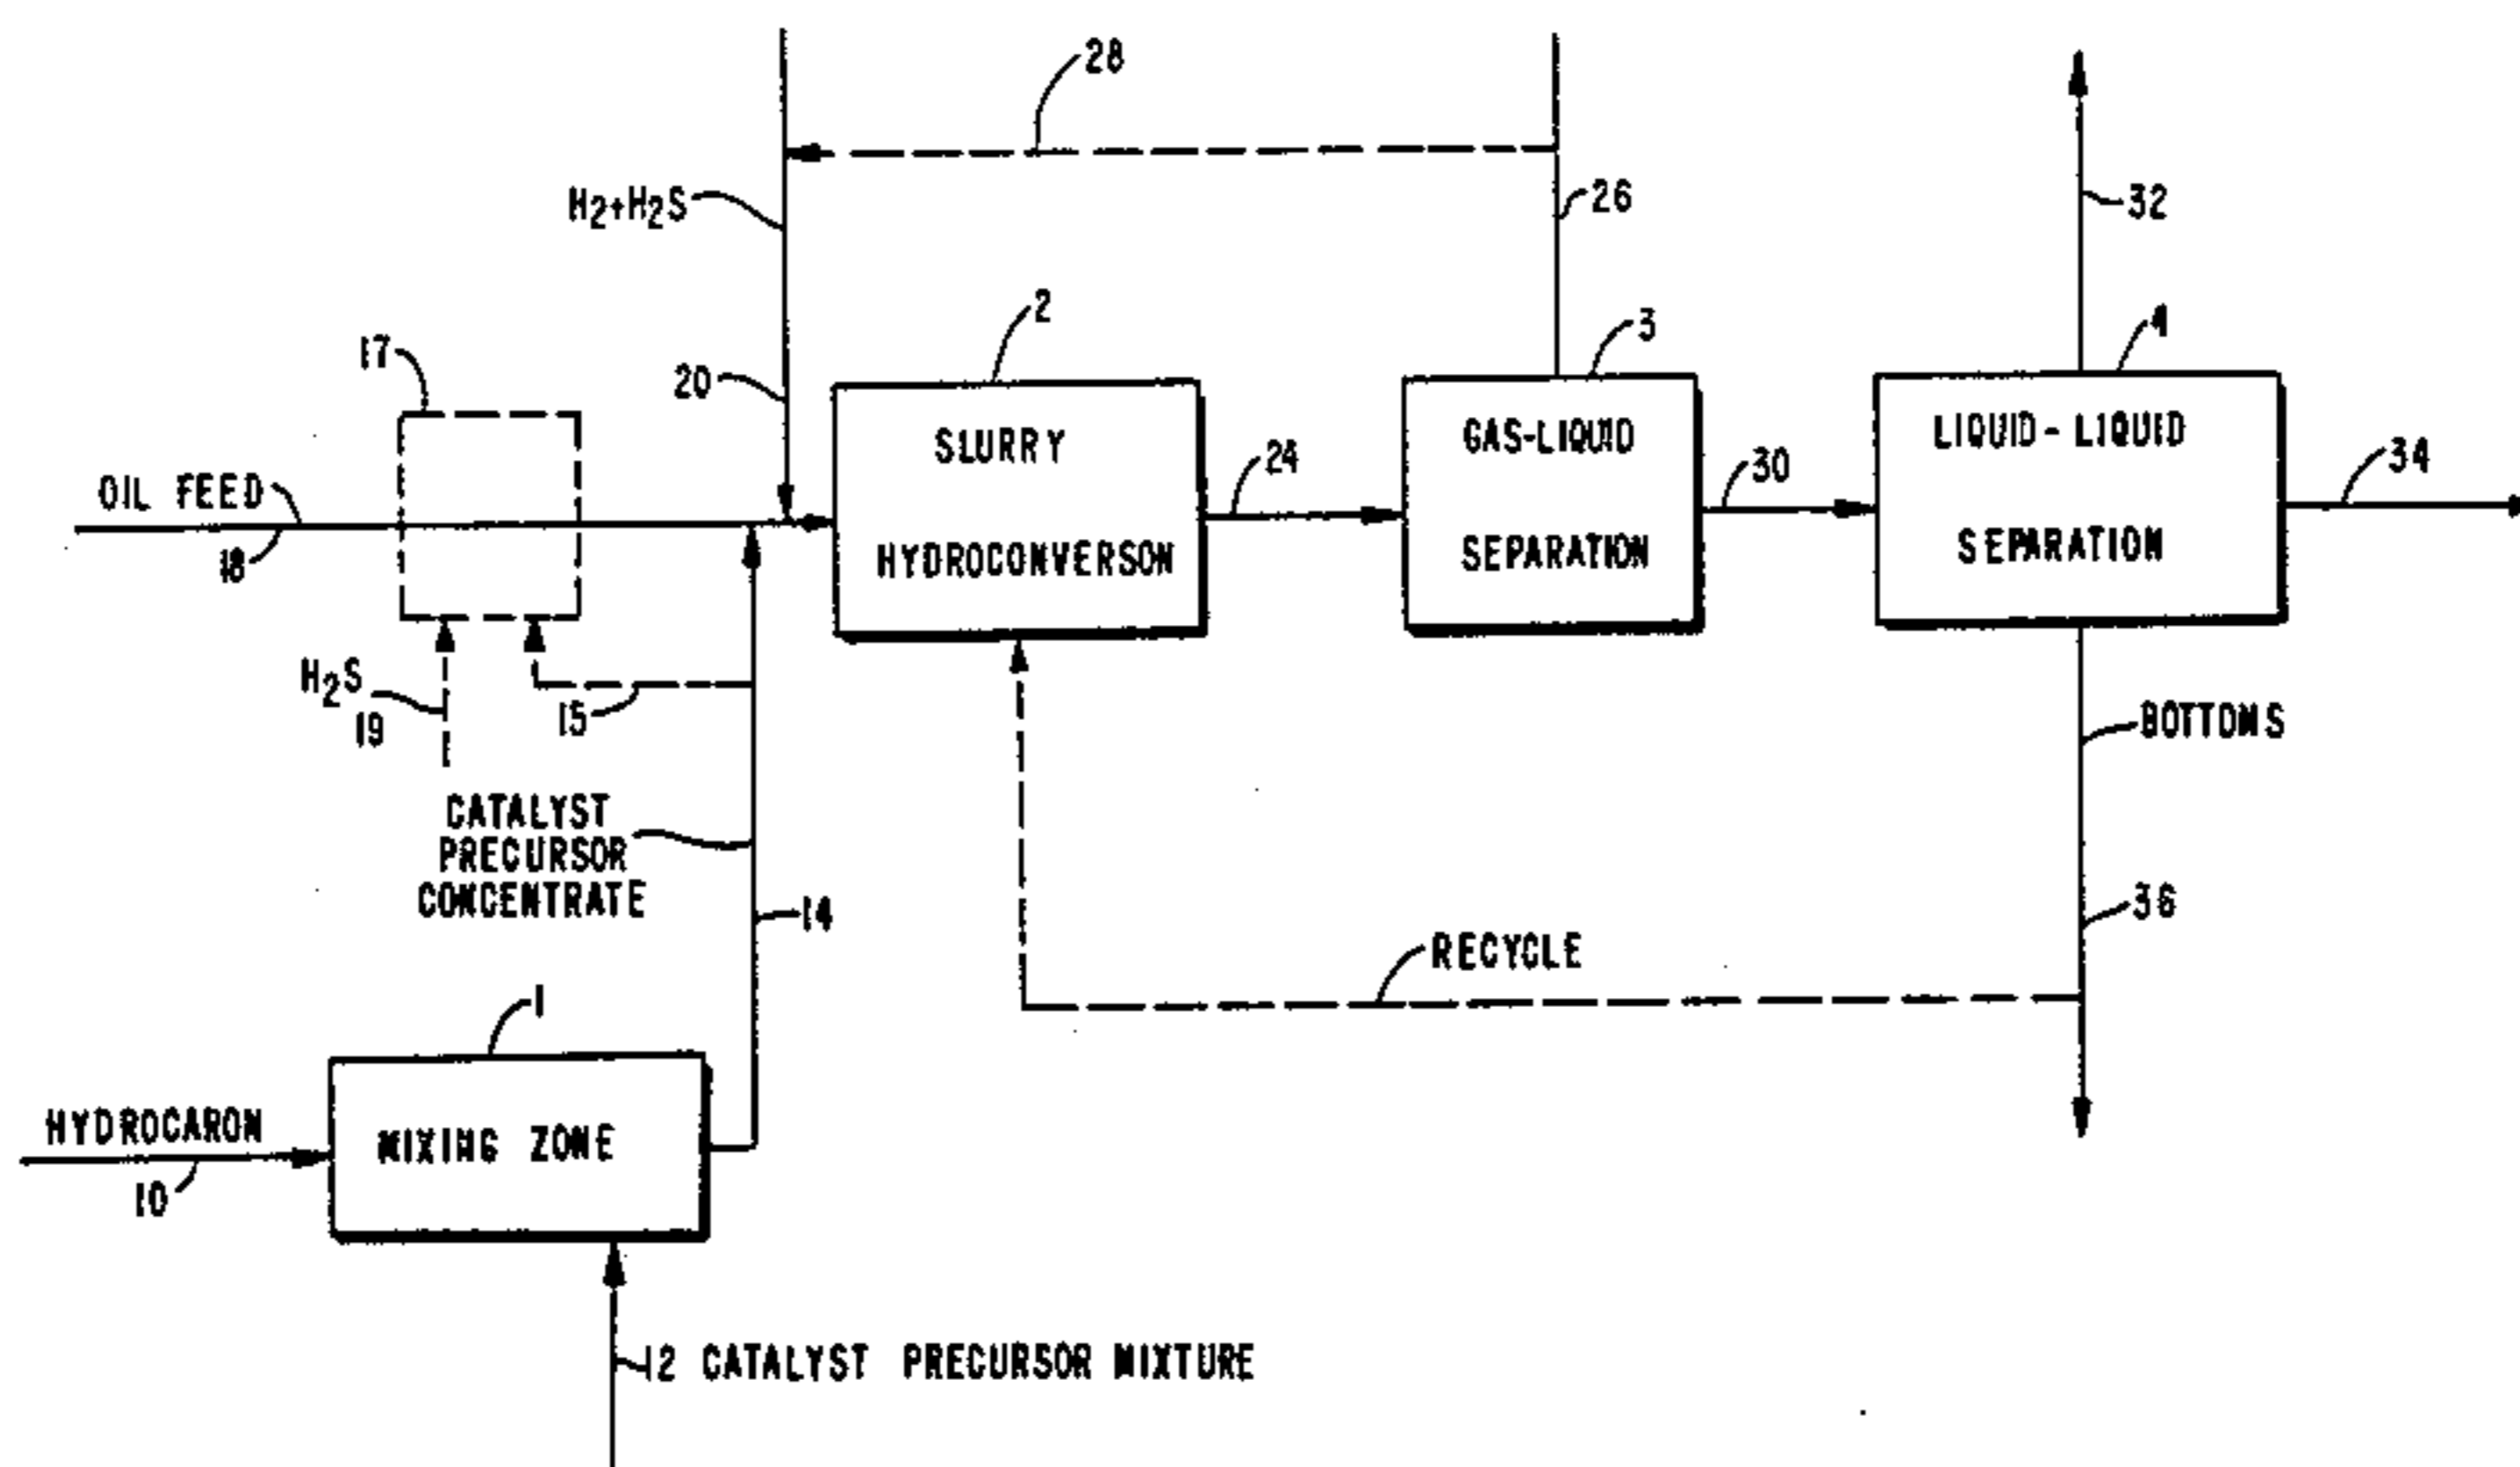 28
H2+H2S
26
32
2
3
4
17
20
SLURRY
HYDROCONVERSON
GAS-LIQUID
SEPARATION
LIQUID-LIQUID
SEPARATION
24
30
34
OIL FEED
18
H2S
19
15
CATALYST
PRECURSOR
CONCENTRATE
14
BOTTOMS
36
RECYCLE
1
HYDROCARON
10
MIXING ZONE
12 CATALYST PRECURSOR MIXTURE